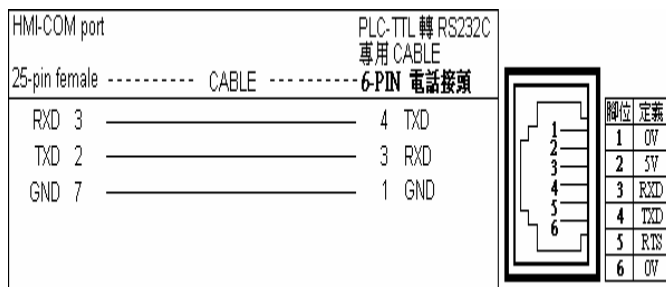 HMI-COM port
PLC-TTL 轉 RS232C
專用 CABLE
25-pin female ---------- CABLE ---------- 6-PIN 電話接頭
RXD 3 4 TXD
TXD 2 3 RXD
GND 7 1 GND
1
2
3
4
5
6
腳位 定義
1 0V
2 5V
3 RXD
4 TXD
5 RTS
6 0V